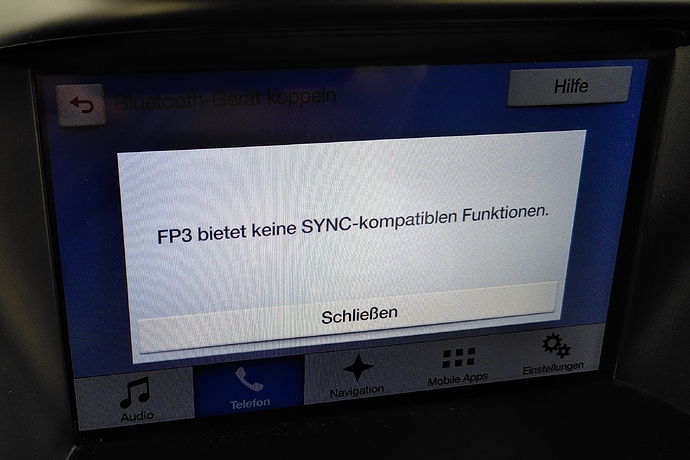 Bluetooth-Gerät koppeln
Hilfe
FP3 bietet keine SYNC-kompatiblen Funktionen.
Schließen
Audio
Telefon
Navigation
Mobile Apps
Einstellungen